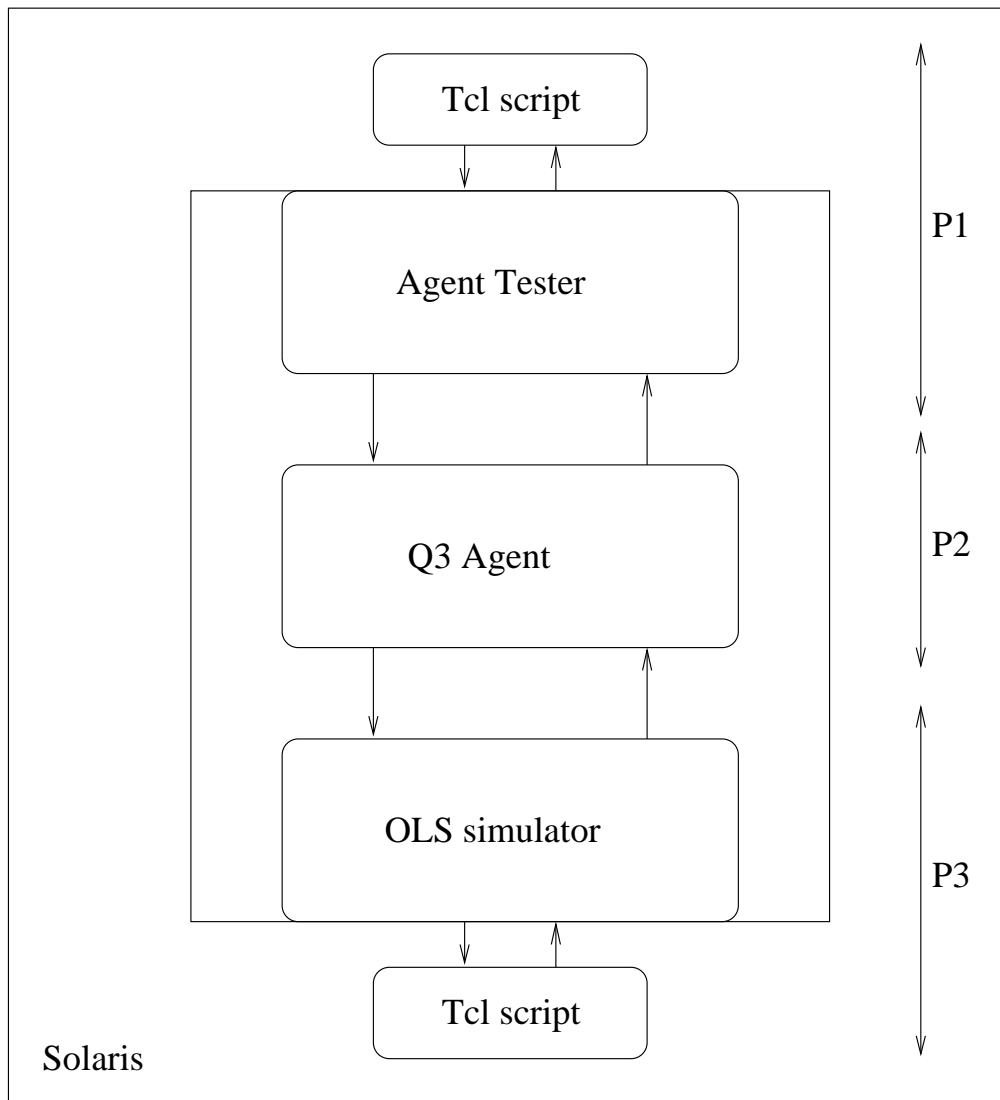 Tcl script
P1
Agent Tester
P2
Q3 Agent
OLS simulator
P3
Tcl script
Solaris